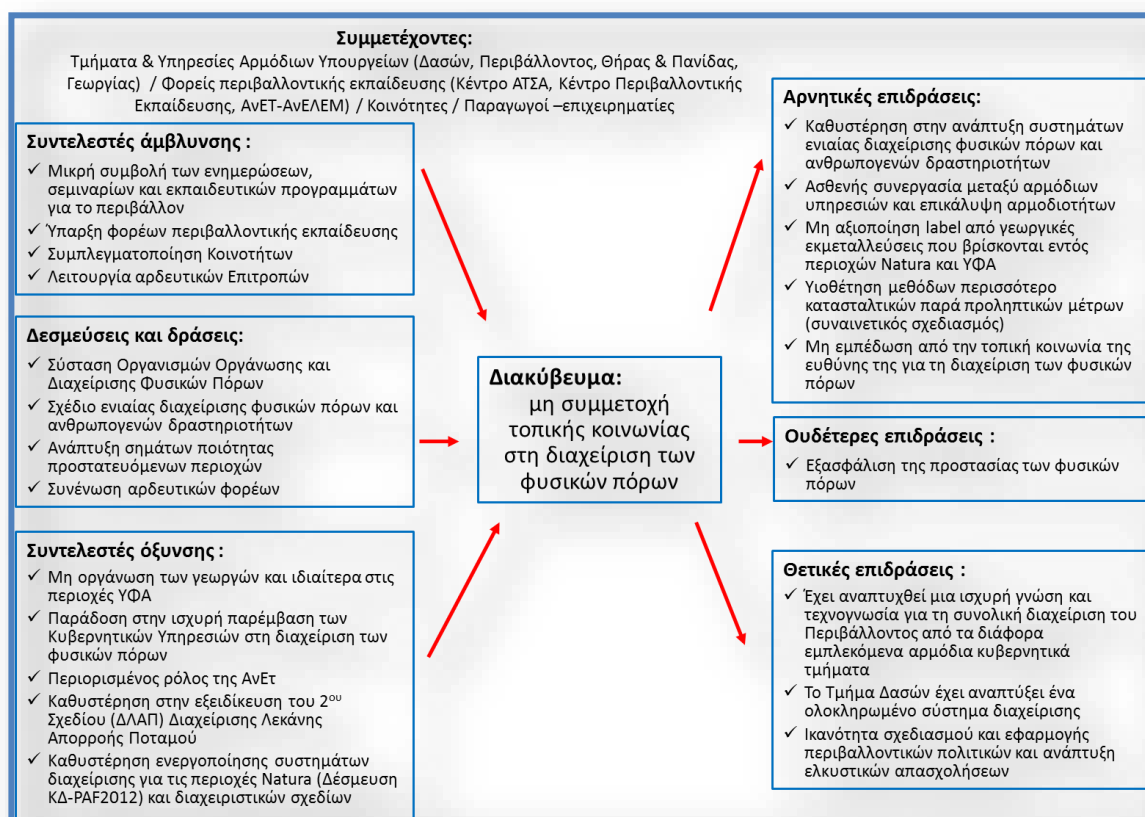 Συμμετέχοντες:
Τμήματα & Υπηρεσίες Αρμόδιων Υπουργείων (Δασών, Περιβάλλοντος, Θήρας & Πανίδας,
Γεωργίας) / Φορείς περιβαλλοντική εκπαίδευσης (Κέντρο ΑΤΣΑ, Κέντρο Περιβαλλοντικής
Εκπαίδευσης, ΑνΕΤ-ΑνΕΛΕΜ) / Κοινότητες / Παραγωγοί –επιχειρηματίες
Συντελεστές άμβλυνσης :
✓ Μικρή συμβολή των ενημερώσεων,
σεμιναρίων και εκπαιδευτικών προγραμμάτων
για το περιβάλλον
✓ Ύπαρξη φορέων περιβαλλοντικής εκπαίδευσης
✓ Συμπλεγματοποίηση Κοινοτήτων
✓ Λειτουργία αρδευτικών Επιτροπών
Δεσμεύσεις και δράσεις:
✓ Σύσταση Οργανισμών Οργάνωσης και
Διαχείρισης Φυσικών Πόρων
✓ Σχέδιο ενιαίας διαχείρισης φυσικών πόρων και
ανθρωπογενών δραστηριοτήτων
✓ Ανάπτυξη σημάτων ποιότητας
προστατευόμενων περιοχών
✓ Συνένωση αρδευτικών φορέων
Συντελεστές όξυνσης :
✓ Μη οργάνωση των γεωργών και ιδιαίτερα στις
περιοχές ΥΦΑ
✓ Παράδοση στην ισχυρή παρέμβαση των
Κυβερνητικών Υπηρεσιών στη διαχείριση των
φυσικών πόρων
✓ Περιορισμένος ρόλος της ΑνΕτ
✓ Καθυστέρηση στην εξειδίκευση του 2ου
Σχεδίου (ΔΛΑΠ) Διαχείρισης Λεκάνης
Απορροής Ποταμού
✓ Καθυστέρηση ενεργοποίησης συστημάτων
διαχείρισης για τις περιοχές Natura (Δέσμευση
ΚΔ-PAF2012) και διαχειριστικών σχεδίων
Διακύβευμα:
μη συμμετοχή
τοπικής κοινωνίας
στη διαχείριση των
φυσικών πόρων
Αρνητικές επιδράσεις:
✓ Καθυστέρηση στην ανάπτυξη συστημάτων
ενιαίας διαχείρισης φυσικών πόρων και
ανθρωπογενών δραστηριοτήτων
✓ Ασθενής συνεργασία μεταξύ αρμόδιων
υπηρεσιών και επικάλυψη αρμοδιοτήτων
✓ Μη αξιοποίηση label από γεωργικές
εκμεταλλεύσεις που βρίσκονται εντός
περιοχών Natura και ΥΦΑ
✓ Υιοθέτηση μεθόδων περισσότερο
κατασταλτικών παρά προληπτικών μέτρων
(συναινετικός σχεδιασμός)
✓ Μη εμπέδωση από την τοπική κοινωνία της
ευθύνης της για τη διαχείριση των φυσικών
πόρων
Ουδέτερες επιδράσεις :
✓ Εξασφάλιση της προστασίας των φυσικών
πόρων
Θετικές επιδράσεις :
✓ Έχει αναπτυχθεί μια ισχυρή γνώση και
τεχνογνωσία για τη συνολική διαχείριση του
Περιβάλλοντος από τα διάφορα
εμπλεκόμενα αρμόδια κυβερνητικά
τμήματα
✓ Το Τμήμα Δασών έχει αναπτύξει ένα
ολοκληρωμένο σύστημα διαχείρισης
✓ Ικανότητα σχεδιασμού και εφαρμογής
περιβαλλοντικών πολιτικών και ανάπτυξη
ελκυστικών απασχολήσεων